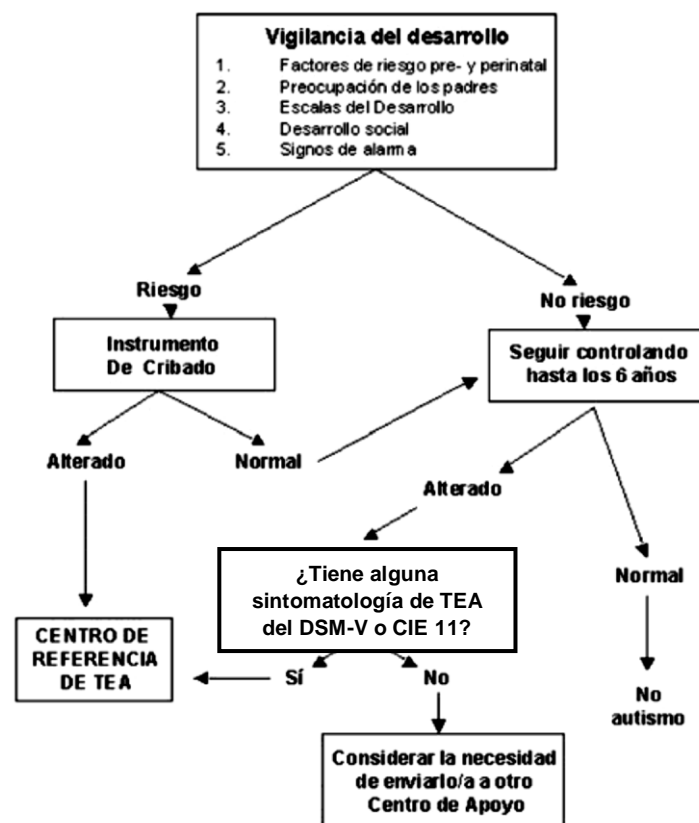 Vigilancia del desarrollo
1. Factores de riesgo pre- y perinatal
2. Preocupación de los padres
3. Escalas del Desarrollo
4. Desarrollo social
5. Signos de alarma
Riesgo
No riesgo
Instrumento
De Cribado
Seguir controlando
hasta los 6 años
Alterado
Normal
Alterado
Normal
¿Tiene alguna
sintomatología de TEA
del DSM-V o CIE 11?
CENTRO DE
REFERENCIA
DE TEA
Sí
No
No
autismo
Considerar la necesidad
de enviarlo/a a otro
Centro de Apoyo